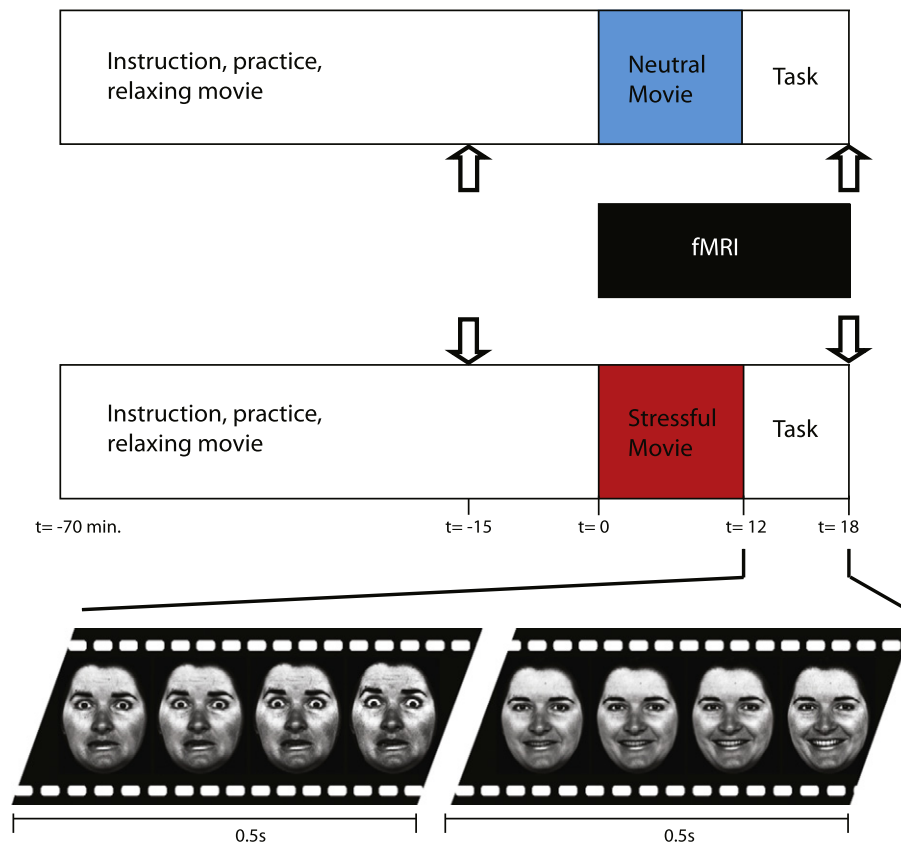 Instruction, practice,
relaxing movie
Neutral
Movie
Task
fMRI
Instruction, practice,
relaxing movie
Stressful
Movie
Task
t= -70 min.
t= -15
t= 0
t= 12
t= 18
0.5s
0.5s